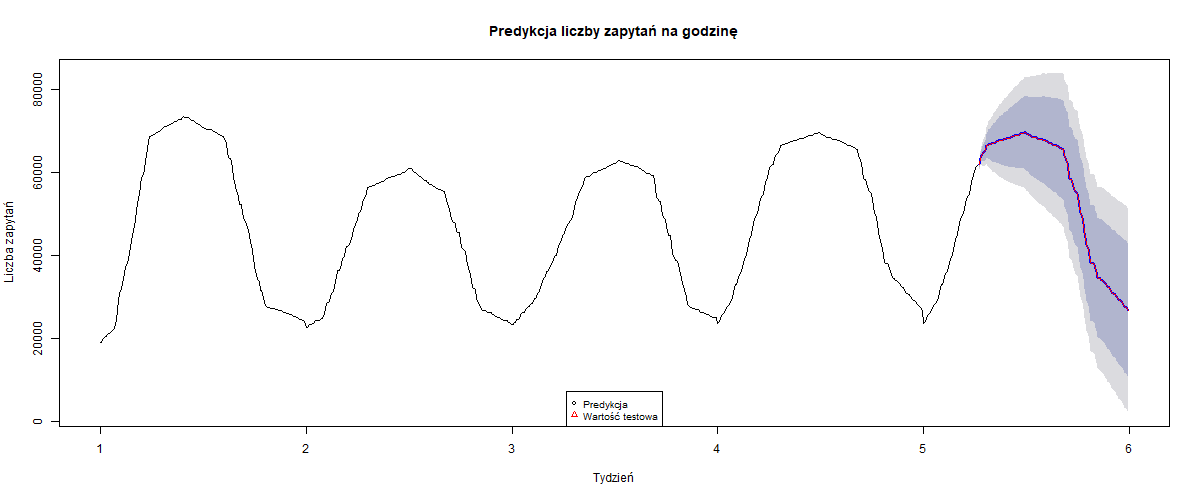 Predykcja liczby zapytań na godzinę
Liczba zapytań
80000
60000
40000
20000
0
Predykcja
Wartość testowa
1 2 3 4 5 6
Tydzień